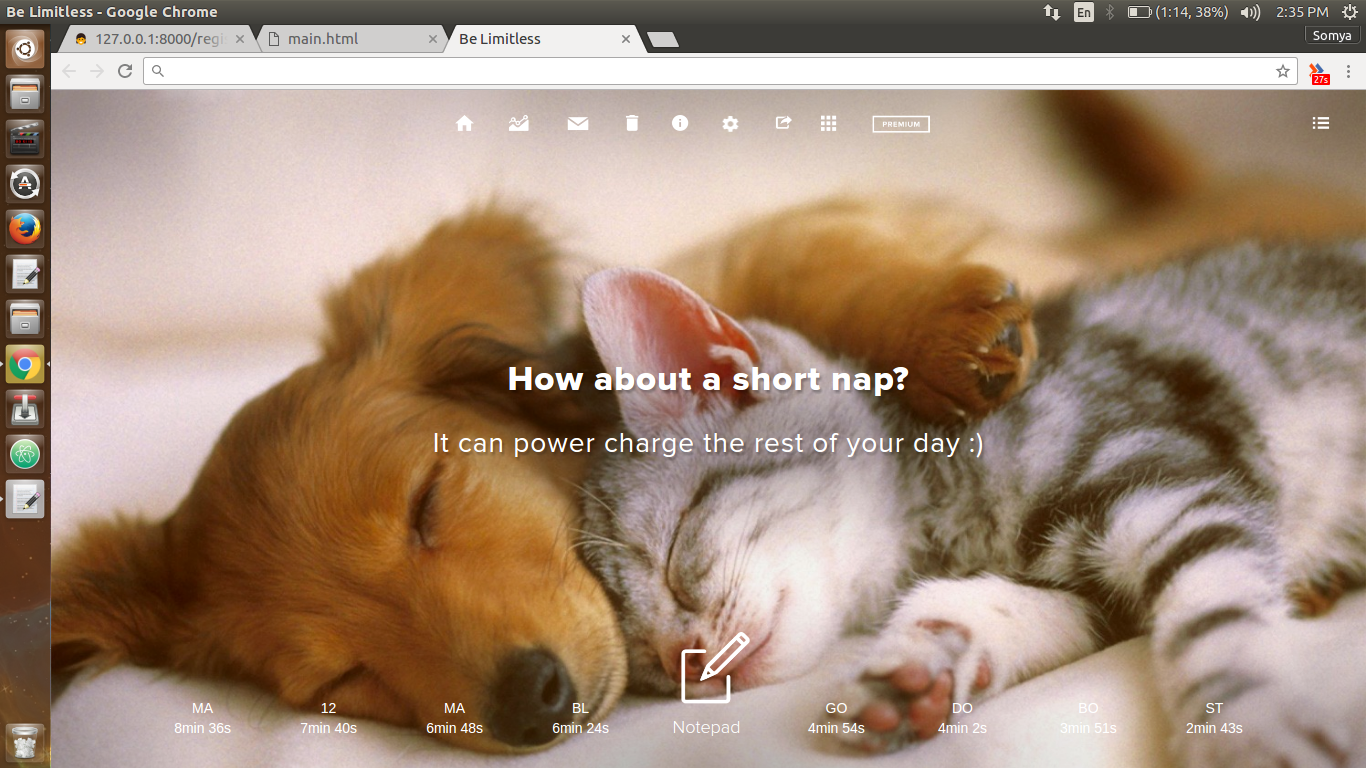 Be Limitless - Google Chrome
En
(1:14, 38%)
2:35 PM
127.0.0.1:8000/regi
main.html
Be Limitless
Somya
27s
PREMIUM
How about a short nap?
It can power charge the rest of your day :)
MA
8min 36s
12
7min 40s
MA
6min 48s
BL
6min 24s
Notepad
GO
4min 54s
DO
4min 2s
BO
3min 51s
ST
2min 43s